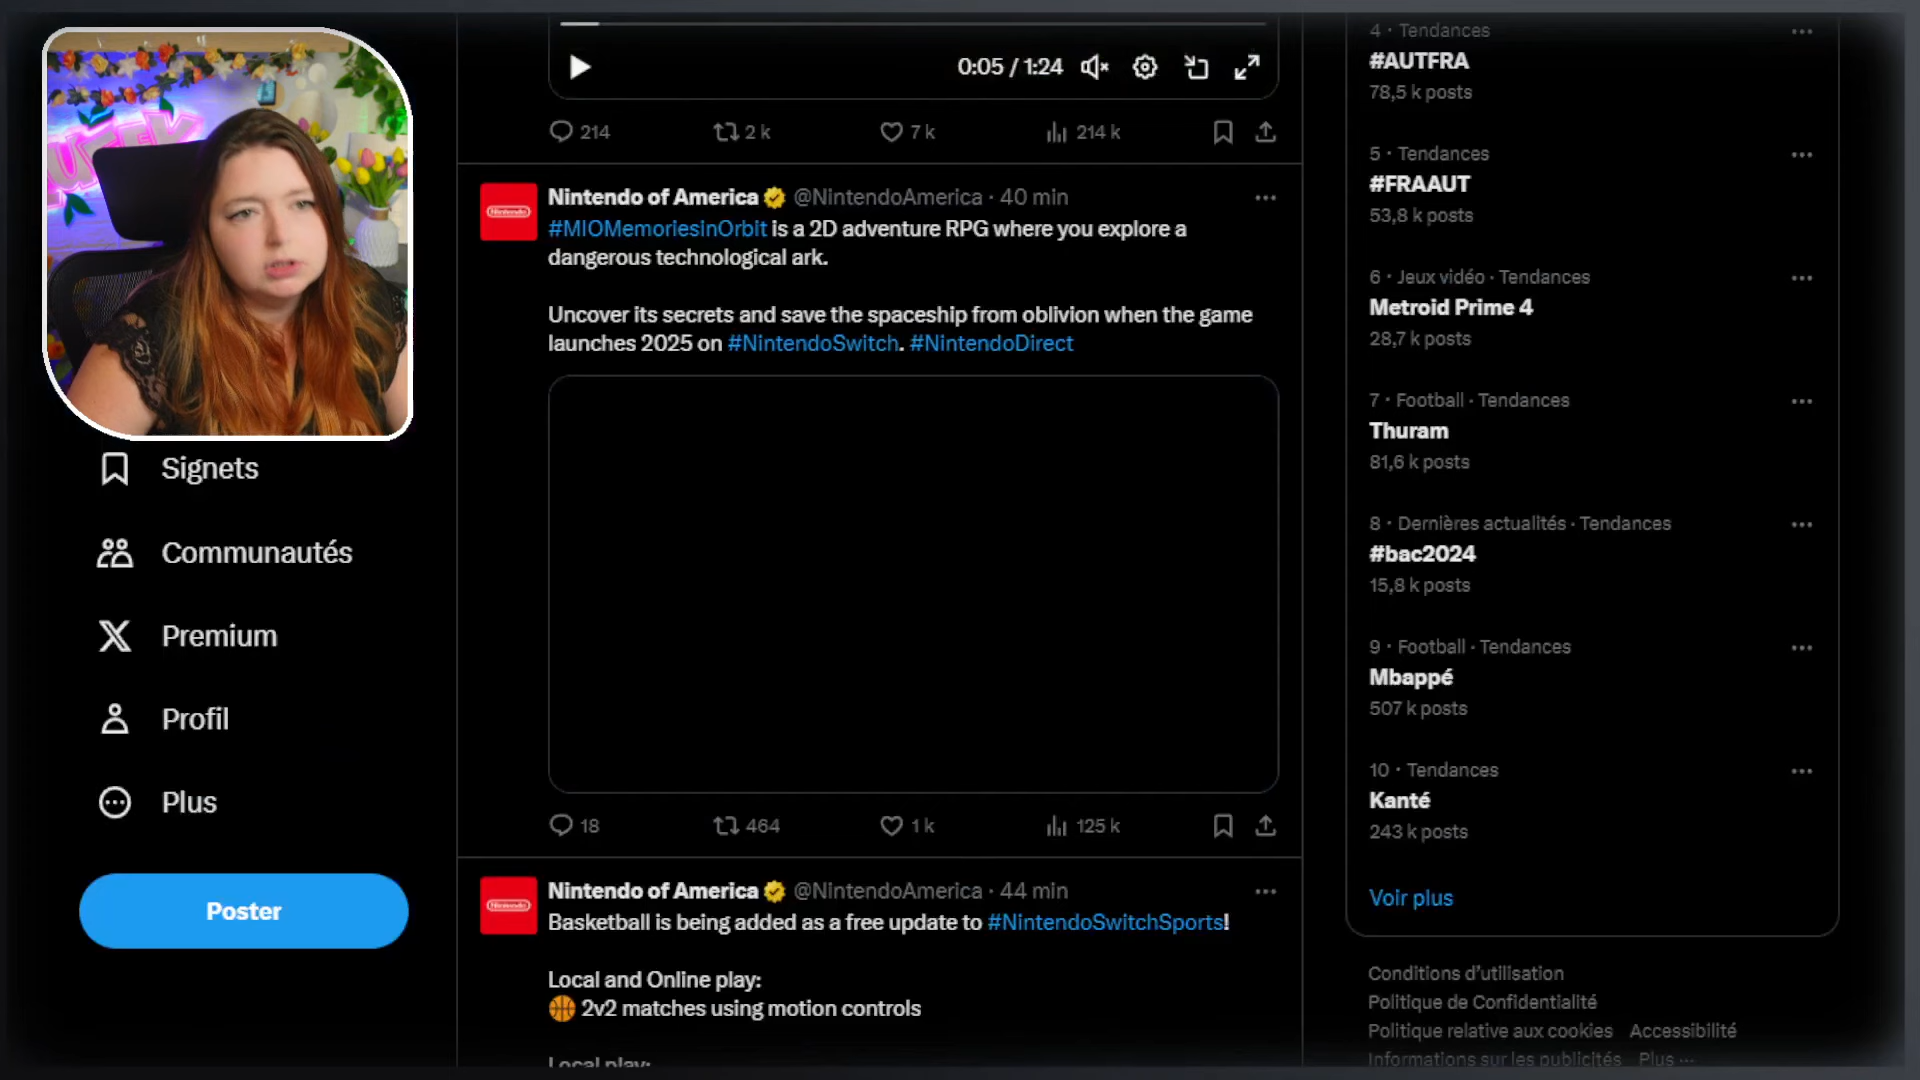 Signets
Communautés
Premium
Profil
Plus
Poster
0:05 / 1:24
214
2 k
7 k
214 k
Nintendo
Nintendo of America @NintendoAmerica · 40 min
#MIOMemoriesinOrbit is a 2D adventure RPG where you explore a
dangerous technological ark.
Uncover its secrets and save the spaceship from oblivion when the game
launches 2025 on #NintendoSwitch. #NintendoDirect
18
464
1 k
125 k
Nintendo
Nintendo of America @NintendoAmerica · 44 min
Basketball is being added as a free update to #NintendoSwitchSports!
Local and Online play:
🏀 2v2 matches using motion controls
Local play:
4 · Tendances
#AUTFRA
78,5 k posts
5 · Tendances
#FRAAUT
53,8 k posts
6 · Jeux vidéo · Tendances
Metroid Prime 4
28,7 k posts
7 · Football · Tendances
Thuram
81,6 k posts
8 · Dernières actualités · Tendances
#bac2024
15,8 k posts
9 · Football · Tendances
Mbappé
507 k posts
10 · Tendances
Kanté
243 k posts
Voir plus
Conditions d'utilisation
Politique de Confidentialité
Politique relative aux cookies Accessibilité
Informations sur les publicités Plus ···